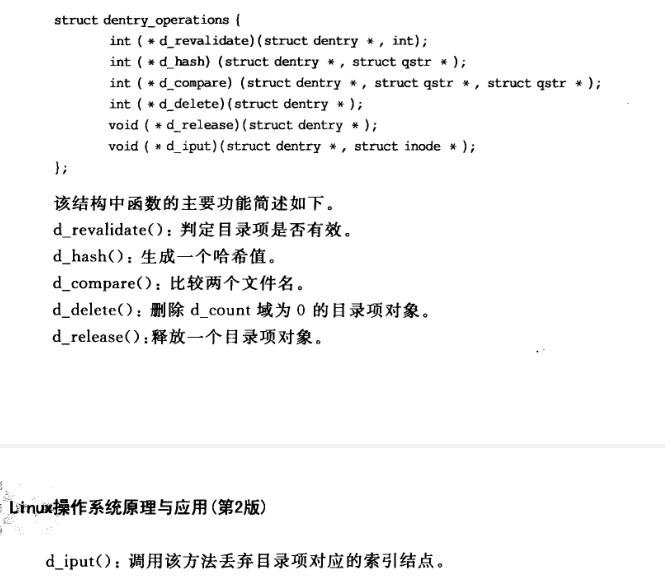 struct dentry_operations {
int (*d_revalidate)(struct dentry *, int);
int (*d_hash) (struct dentry *, struct qstr *);
int (*d_compare) (struct dentry *, struct qstr *, struct qstr *);
int (*d_delete)(struct dentry *);
void (*d_release)(struct dentry *);
void (*d_iput)(struct dentry *, struct inode *);
};
该结构中函数的主要功能简述如下。
d_revalidate(): 判定目录项是否有效。
d_hash(): 生成一个哈希值。
d_compare(): 比较两个文件名。
d_delete(): 删除 d_count 域为 0 的目录项对象。
d_release():释放一个目录项对象。
Linux操作系统原理与应用(第2版)
d_iput(): 调用该方法丢弃目录项对应的索引结点。